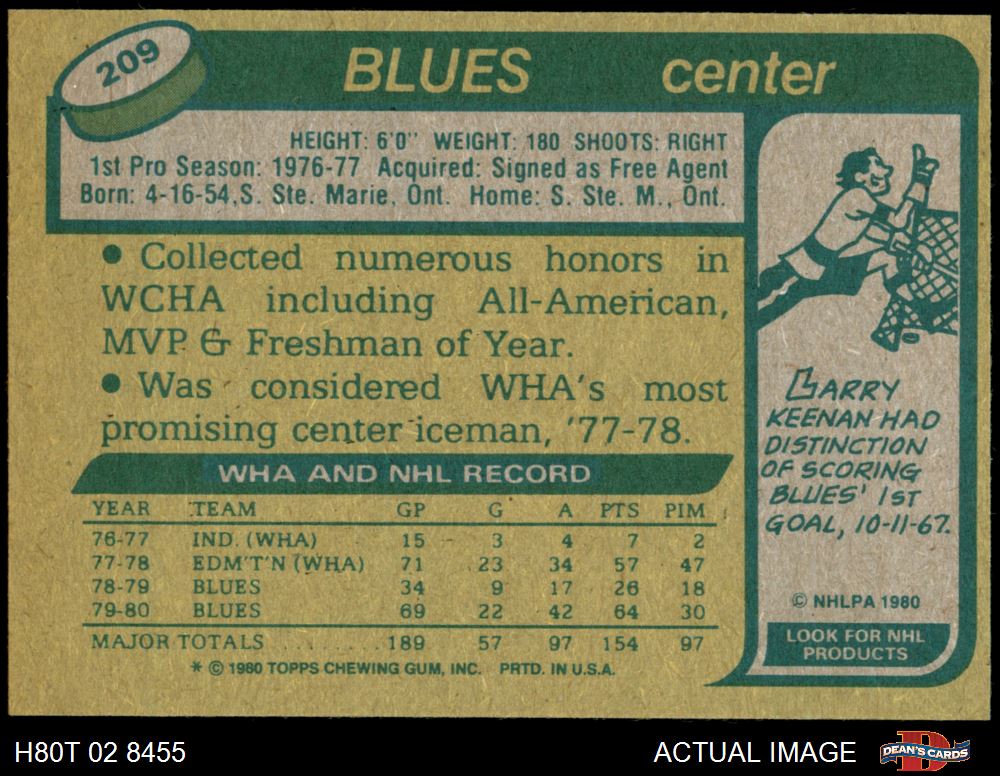 209
BLUES center
HEIGHT: 6'0" WEIGHT: 180 SHOOTS: RIGHT
1st Pro Season: 1976-77 Acquired: Signed as Free Agent
Born: 4-16-54,S. Ste. Marie, Ont. Home: S. Ste. M., Ont.
• Collected numerous honors in
WCHA including All-American,
MVP & Freshman of Year.
• Was considered WHA's most
promising center iceman, '77-78.
WHA AND NHL RECORD
YEAR TEAM GP G A PTS PIM
76-77 IND. (WHA) 15 3 4 7 2
77-78 EDM'T'N (WHA) 71 23 34 57 47
78-79 BLUES 34 9 17 26 18
79-80 BLUES 69 22 42 64 30
MAJOR TOTALS ........ 189 57 97 154 97
* © 1980 TOPPS CHEWING GUM, INC. PRTD. IN U.S.A.
LARRY
KEENAN HAD
DISTINCTION
OF SCORING
BLUES' 1ST
GOAL, 10-11-67.
© NHLPA 1980
LOOK FOR NHL
PRODUCTS
H80T 02 8455
ACTUAL IMAGE
DEAN'S CARDS